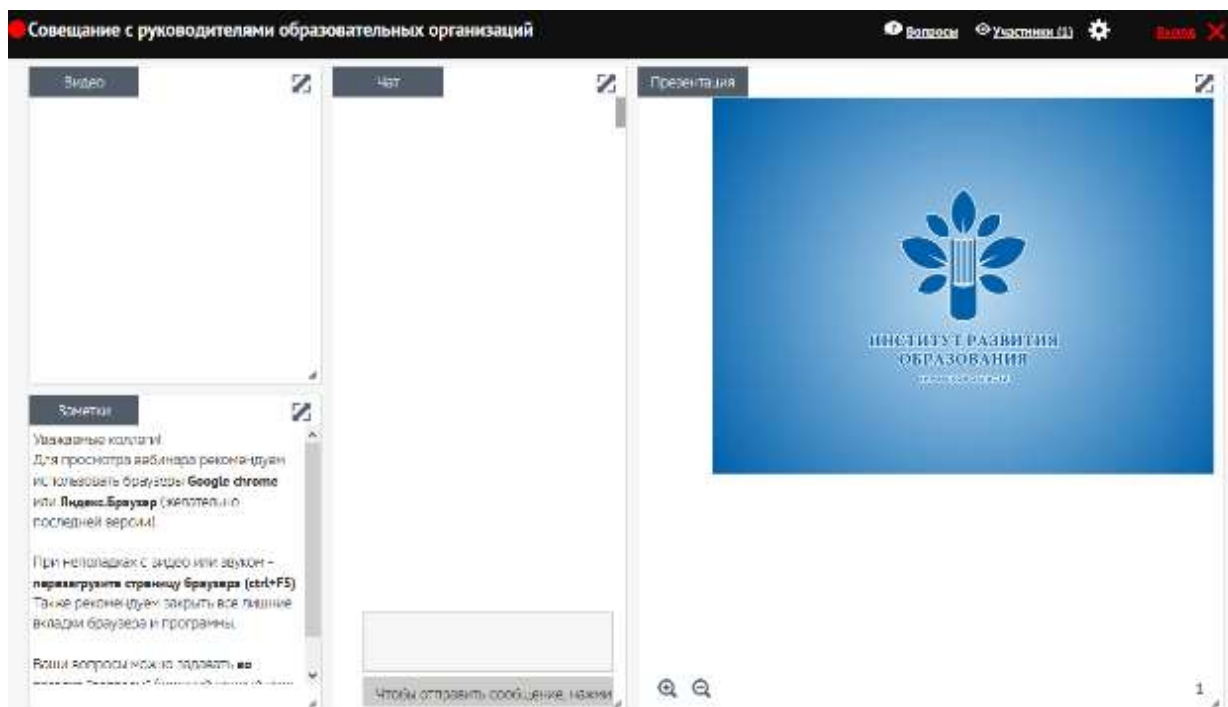 Совещание с руководителями образовательных организаций
Вопросы
Участники (1)
Выход
Видео
Чат
Презентация
ИНСТИТУТ РАЗВИТИЯ
ОБРАЗОВАНИЯ
Заметки
Уважаемые коллеги!
Для просмотра вебинара рекомендуем
использовать браузеры Google chrome
или Яндекс.Браузер (желательно
последней версии).
При неполадках с видео или звуком –
перезагрузите страницу браузера (ctrl+F5)
Также рекомендуем закрыть все лишние
вкладки браузера и программы.
Ваши вопросы можно задавать во
Чтобы отправить сообщение, нажми
1